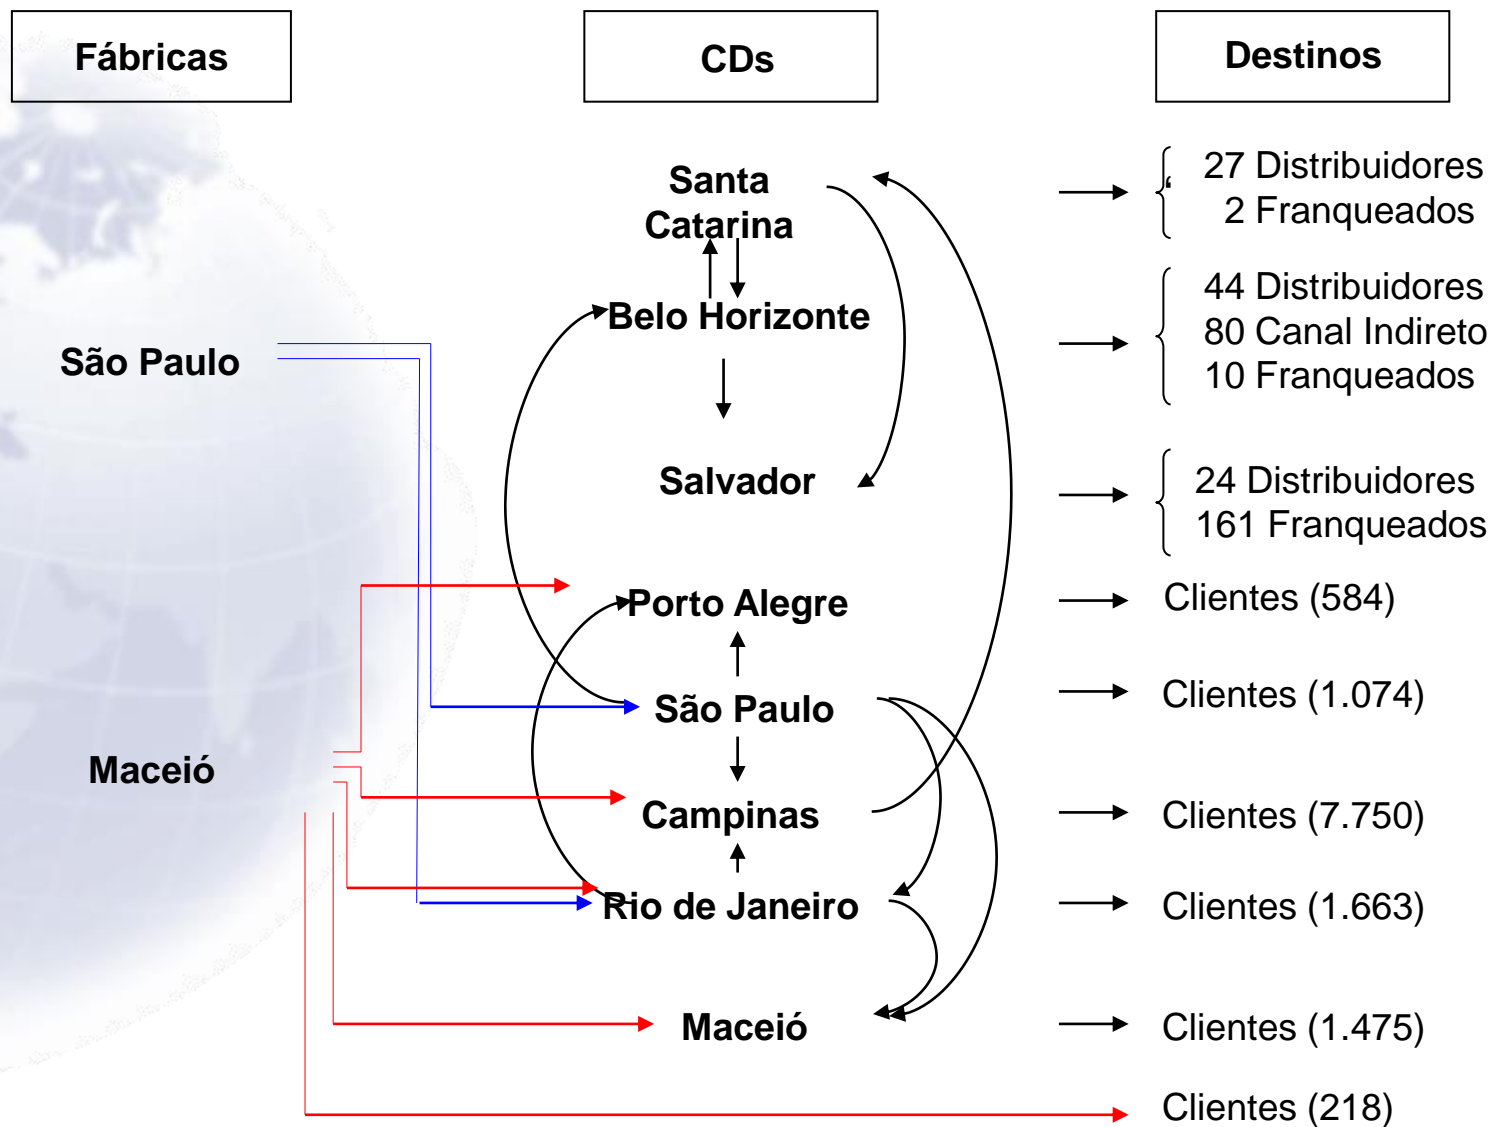 Fábricas
CDs
Destinos
Santa
Catarina
27 Distribuidores
2 Franqueados
Belo Horizonte
44 Distribuidores
80 Canal Indireto
10 Franqueados
São Paulo
Salvador
24 Distribuidores
161 Franqueados
Porto Alegre
Clientes (584)
São Paulo
Clientes (1.074)
Maceió
Campinas
Clientes (7.750)
Rio de Janeiro
Clientes (1.663)
Maceió
Clientes (1.475)
Clientes (218)